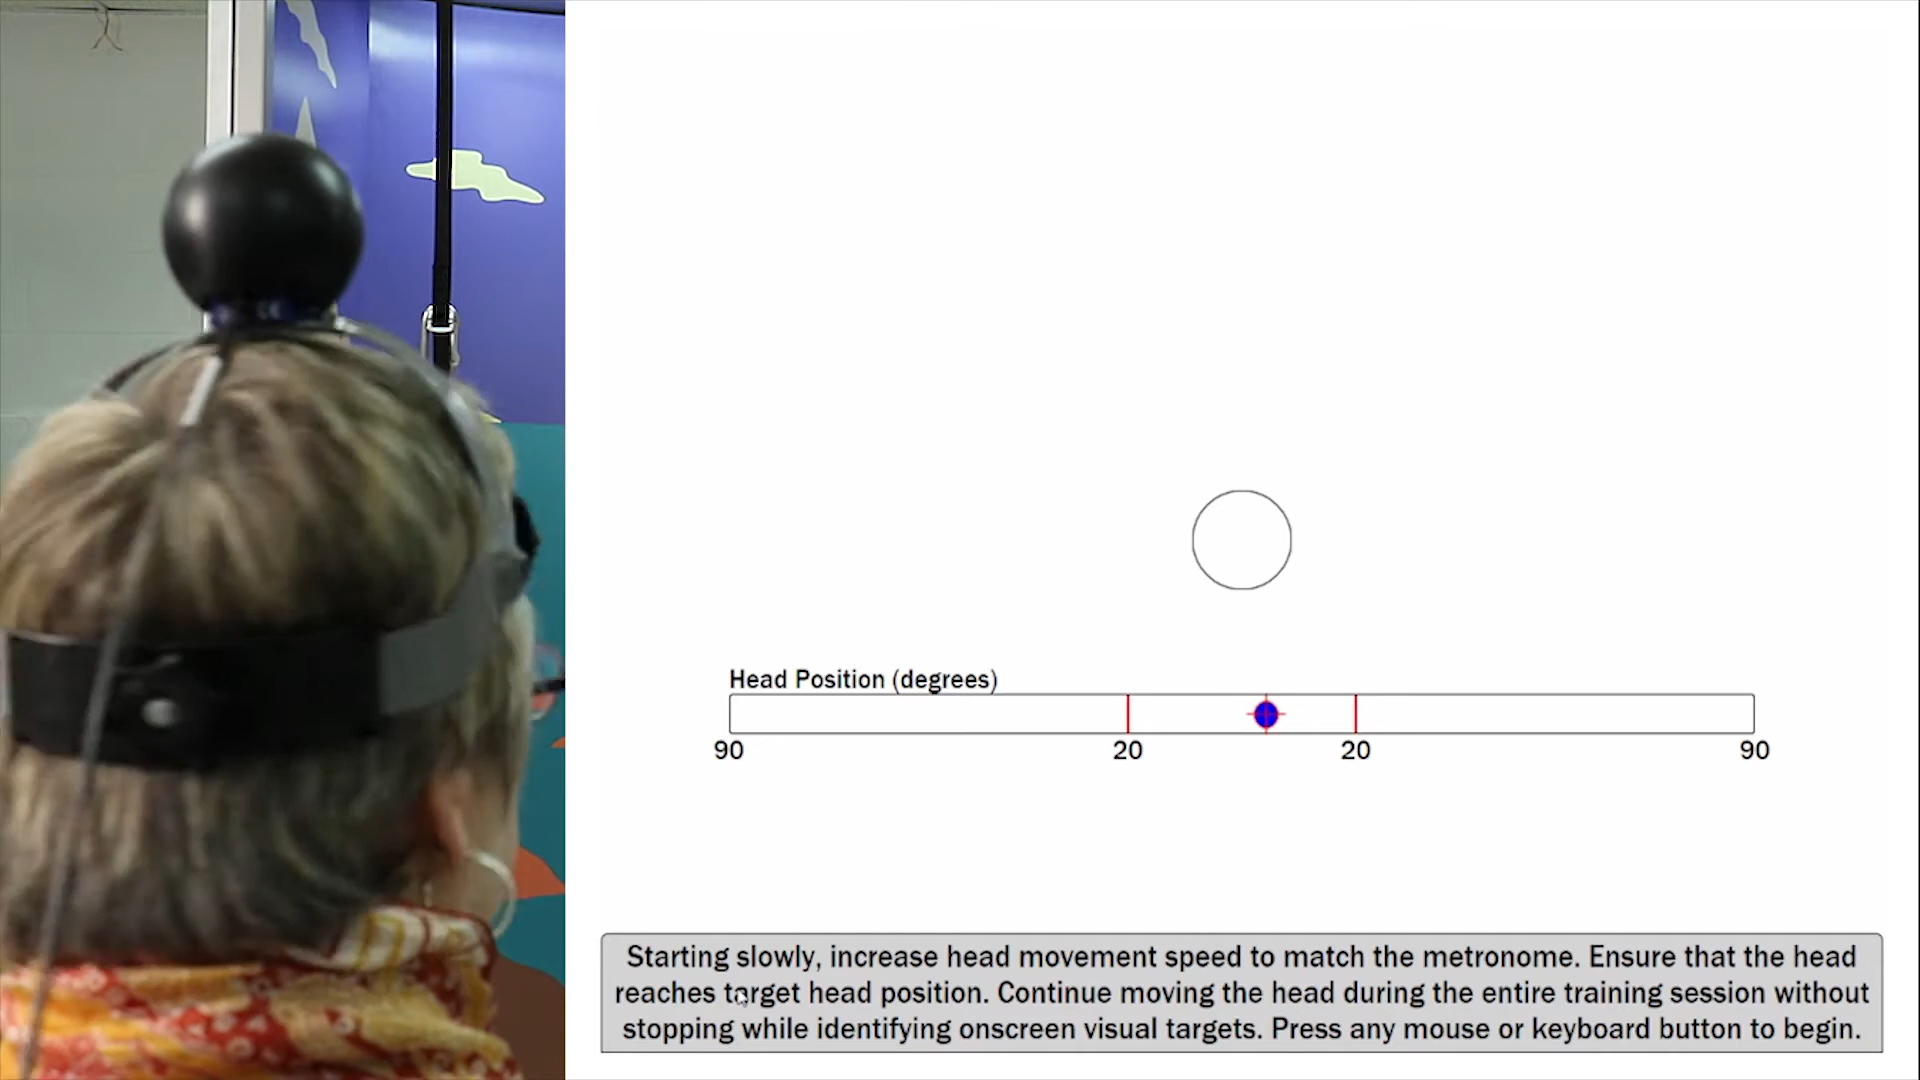 Head Position (degrees)
90 20 20 90
Starting slowly, increase head movement speed to match the metronome. Ensure that the head
reaches target head position. Continue moving the head during the entire training session without
stopping while identifying onscreen visual targets. Press any mouse or keyboard button to begin.